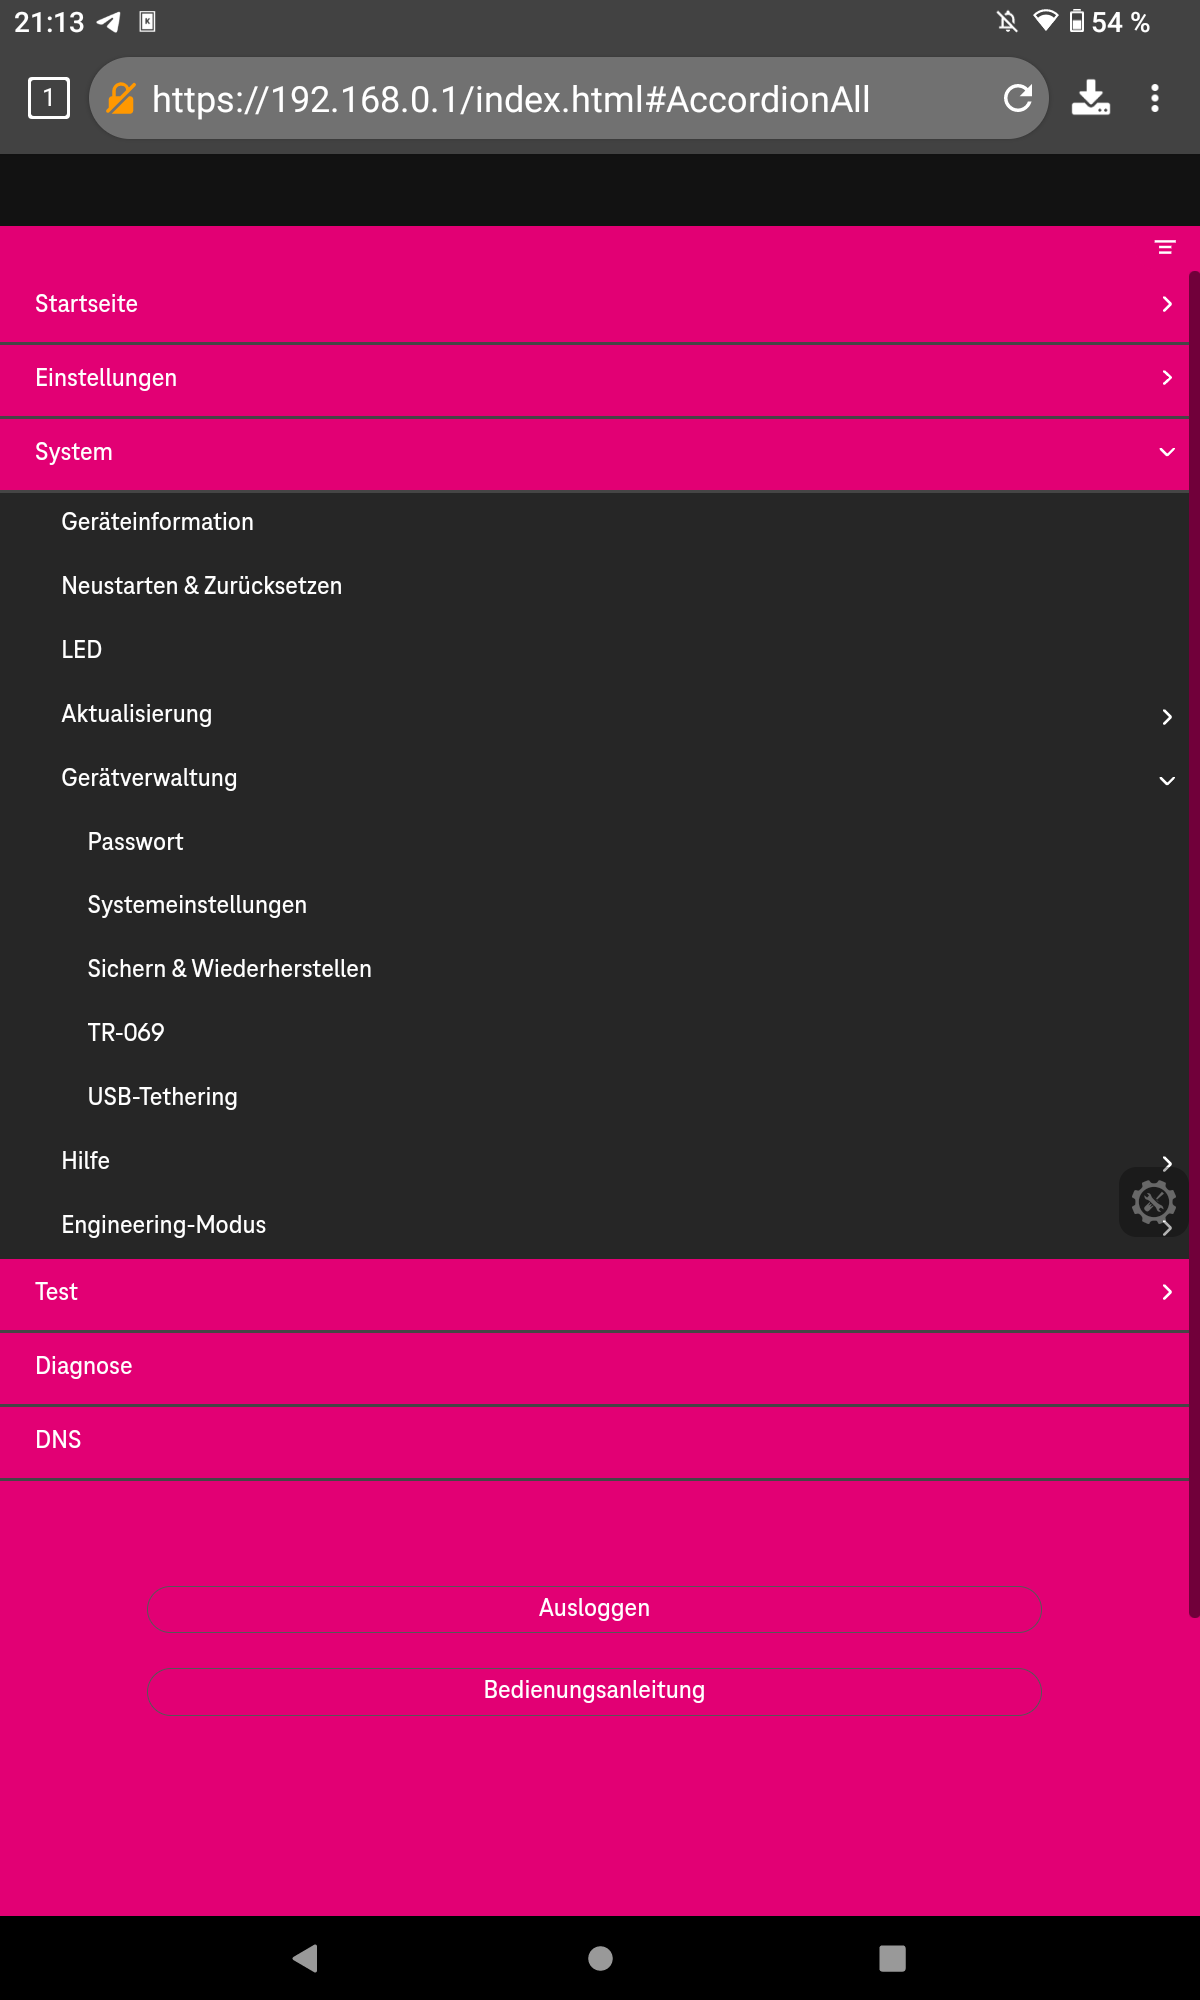 21:13
54 %
1
https://192.168.0.1/index.html#AccordionAll
Startseite
Einstellungen
System
Geräteinformation
Neustarten & Zurücksetzen
LED
Aktualisierung
Gerätverwaltung
Passwort
Systemeinstellungen
Sichern & Wiederherstellen
TR-069
USB-Tethering
Hilfe
Engineering-Modus
Test
Diagnose
DNS
Ausloggen
Bedienungsanleitung